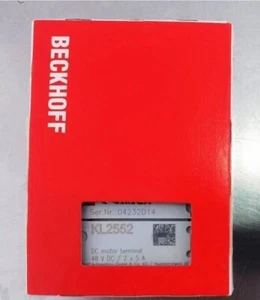 BECKHOFF
Ser.Nr. 04232014
KL2552
DC motor terminal
48 V DC / 2 x 5 A